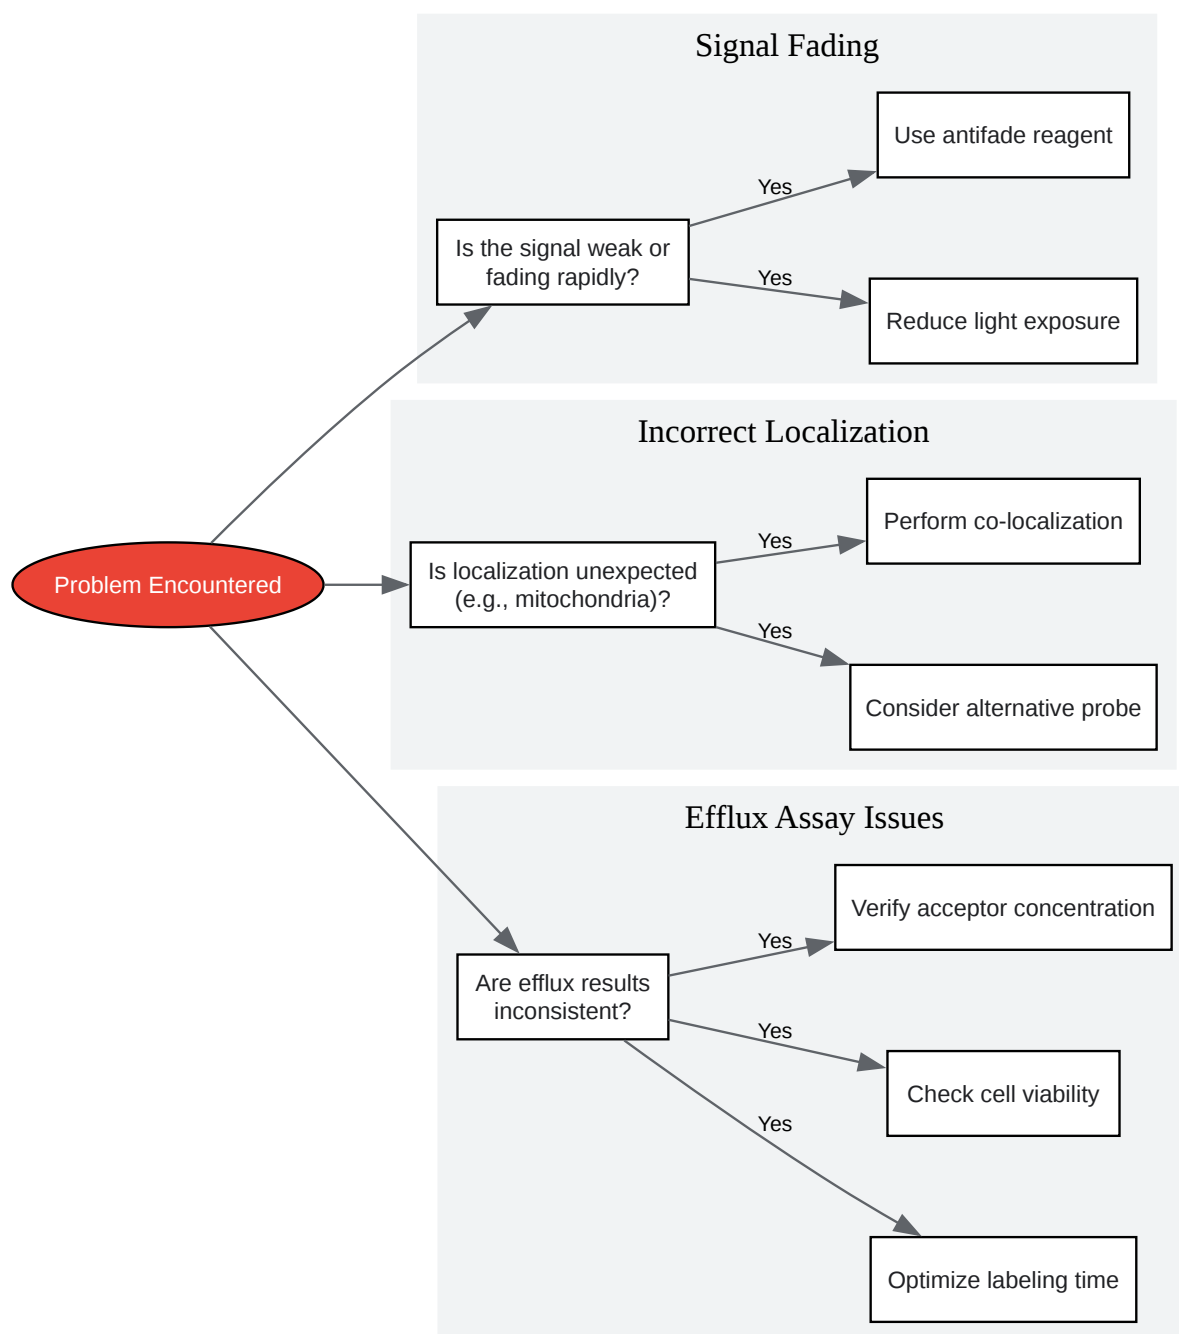 Signal Fading
Use antifade reagent
Yes
Is the signal weak or
fading rapidly?
Yes
Reduce light exposure
Incorrect Localization
Perform co-localization
Yes
Problem Encountered
Is localization unexpected
(e.g., mitochondria)?
Yes
Consider alternative probe
Efflux Assay Issues
Verify acceptor concentration
Yes
Are efflux results
inconsistent?
Yes
Check cell viability
Yes
Optimize labeling time